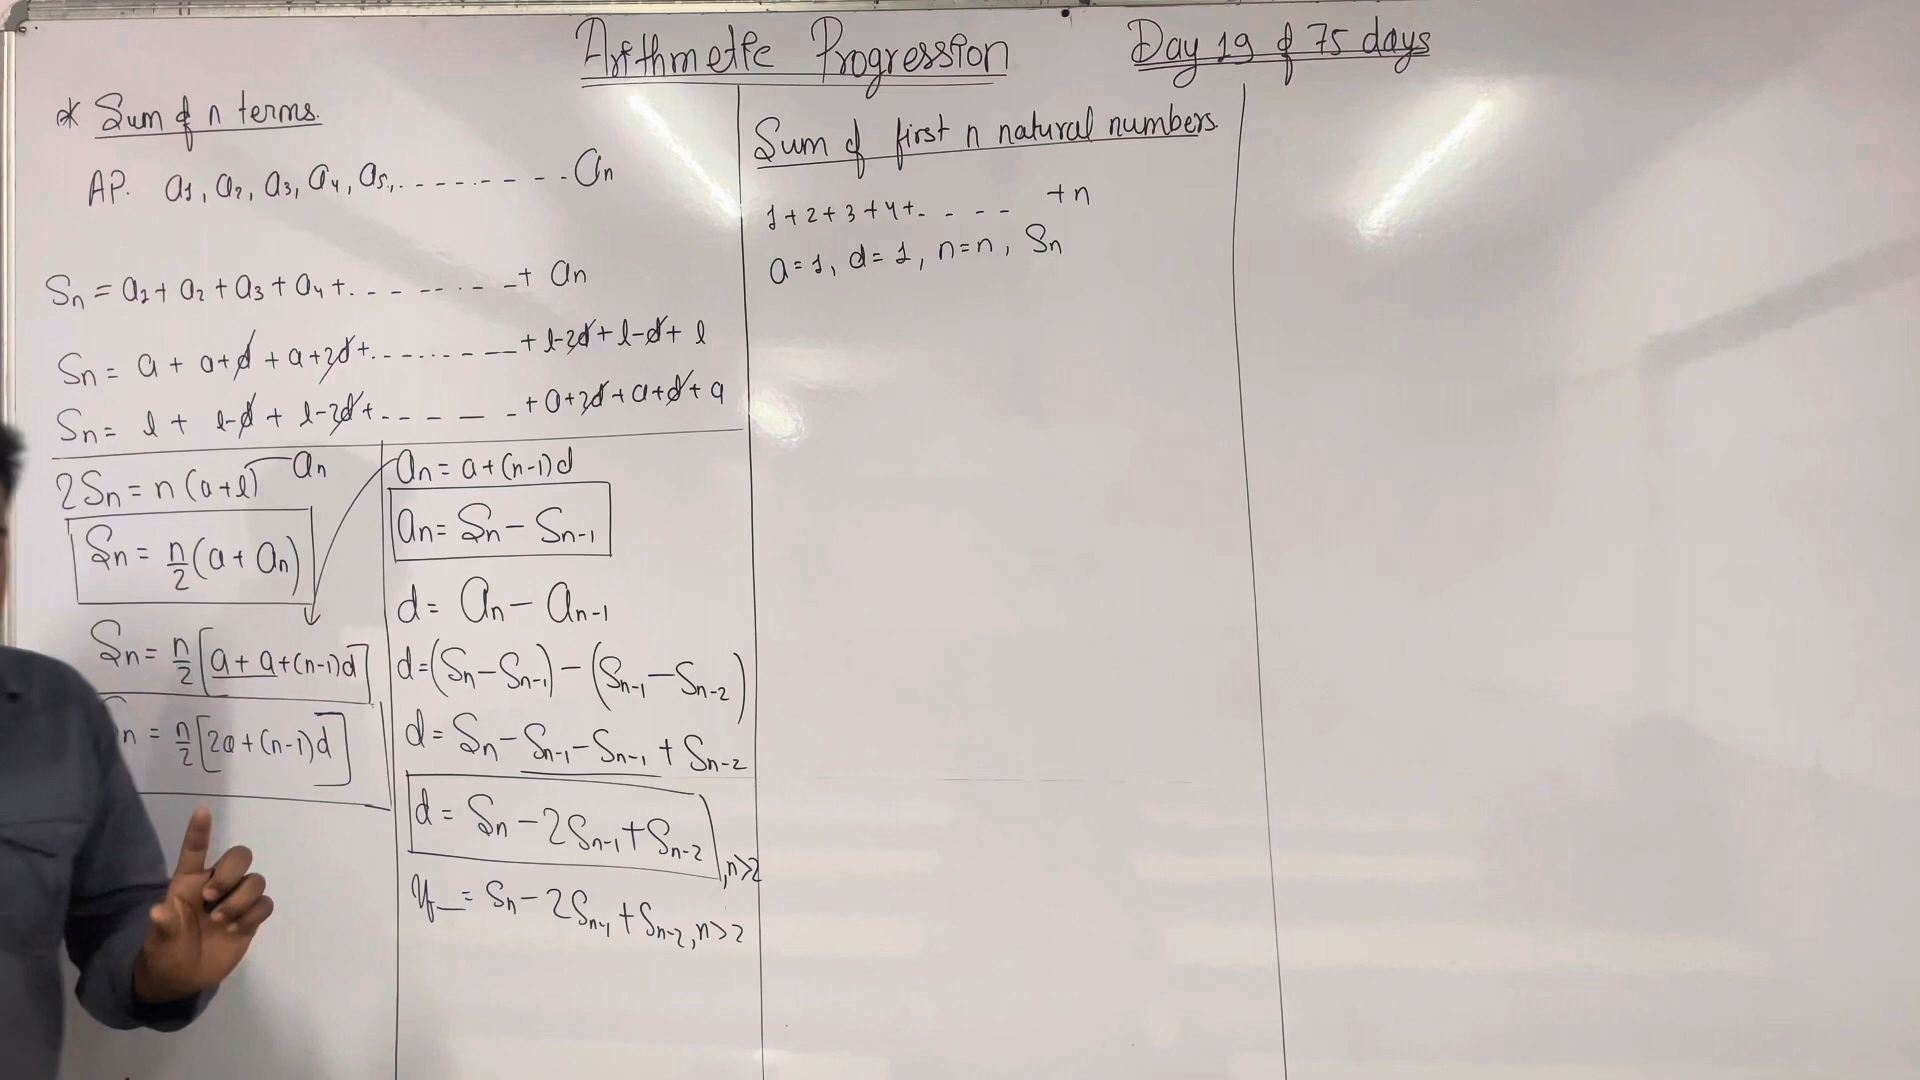 Arithmetic Progression
Day 19 of 75 days
* Sum of n terms.
AP. a1, a2, a3, a4, a5, - - - - - - - - an
Sn = a1 + a2 + a3 + a4 + - - - - - - - - + an
Sn = a + a+d + a+2d + - - - - - - - - + l-2d + l-d + l
Sn = l + l-d + l-2d + - - - - - + a+2d + a+d + a
2Sn = n(a+l) an
Sn = n/2 (a + an)
Sn = n/2 [a + a + (n-1)d]
n = n/2 [2a + (n-1)d]
an = a + (n-1)d
an = Sn - Sn-1
d = an - an-1
d = (Sn - Sn-1) - (Sn-1 - Sn-2)
d = Sn - Sn-1 - Sn-1 + Sn-2
d = Sn - 2Sn-1 + Sn-2, n>2
= Sn - 2Sn-1 + Sn-2, n>2
Sum of first n natural numbers.
1 + 2 + 3 + 4 + - - - - + n
a = 1, d = 1, n = n, Sn